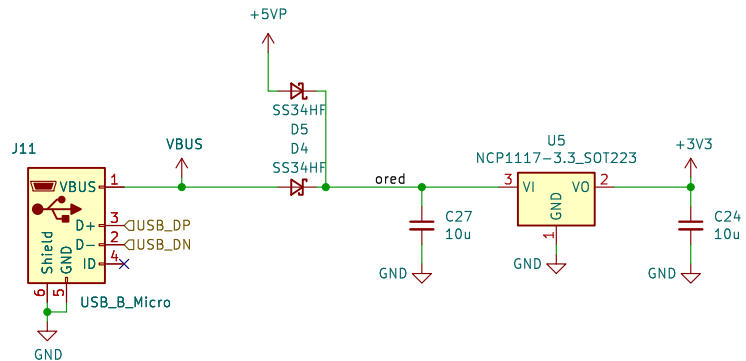 +5VP
SS34HF
D5
D4
SS34HF
J11
VBUS
1
VBUS
D+
3
USB_DP
D-
2
USB_DN
ID
4
Shield
GND
6
5
USB_B_Micro
GND
ored
C27
10u
GND
U5
NCP1117-3.3_SOT223
3
VI
VO
2
GND
1
GND
+3V3
C24
10u
GND